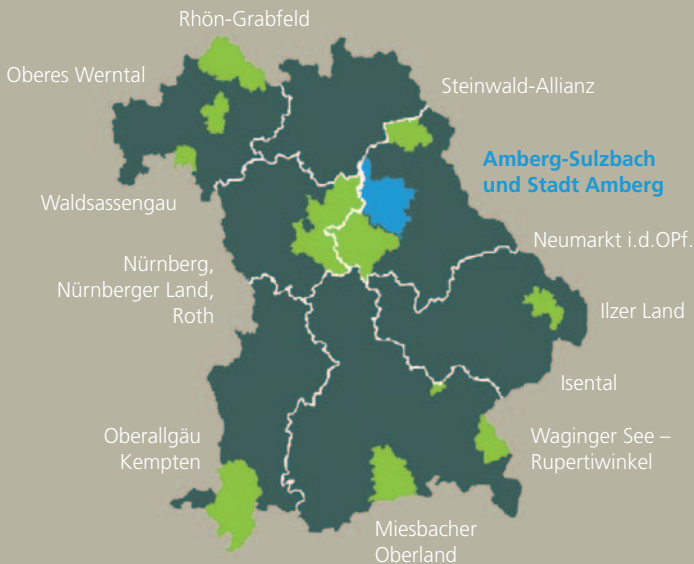 Rhön-Grabfeld
Oberes Werntal
Steinwald-Allianz
Amberg-Sulzbach
und Stadt Amberg
Waldsassengau
Neumarkt i.d.OPf.
Nürnberg,
Nürnberger Land,
Roth
Ilzer Land
Isental
Oberallgäu
Kempten
Waginger See –
Rupertiwinkel
Miesbacher
Oberland